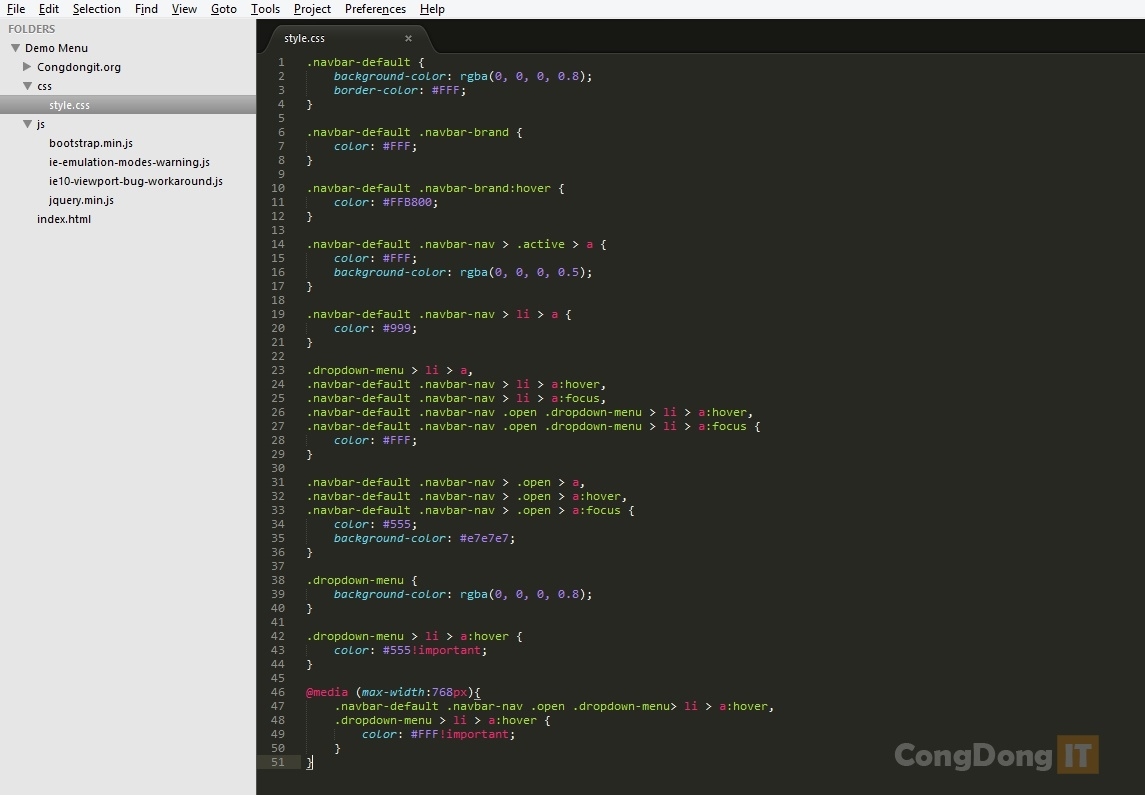 File Edit Selection Find View Goto Tools Project Preferences Help
FOLDERS
Demo Menu
Congdongit.org
css
style.css
js
bootstrap.min.js
ie-emulation-modes-warning.js
ie10-viewport-bug-workaround.js
jquery.min.js
index.html
style.css ×
1 .navbar-default {
2     background-color: rgba(0, 0, 0, 0.8);
3     border-color: #FFF;
4 }
5
6 .navbar-default .navbar-brand {
7     color: #FFF;
8 }
9
10 .navbar-default .navbar-brand:hover {
11     color: #FFB800;
12 }
13
14 .navbar-default .navbar-nav > .active > a {
15     color: #FFF;
16     background-color: rgba(0, 0, 0, 0.5);
17 }
18
19 .navbar-default .navbar-nav > li > a {
20     color: #999;
21 }
22
23 .dropdown-menu > li > a,
24 .navbar-default .navbar-nav > li > a:hover,
25 .navbar-default .navbar-nav > li > a:focus,
26 .navbar-default .navbar-nav .open .dropdown-menu > li > a:hover,
27 .navbar-default .navbar-nav .open .dropdown-menu > li > a:focus {
28     color: #FFF;
29 }
30
31 .navbar-default .navbar-nav > .open > a,
32 .navbar-default .navbar-nav > .open > a:hover,
33 .navbar-default .navbar-nav > .open > a:focus {
34     color: #555;
35     background-color: #e7e7e7;
36 }
37
38 .dropdown-menu {
39     background-color: rgba(0, 0, 0, 0.8);
40 }
41
42 .dropdown-menu > li > a:hover {
43     color: #555!important;
44 }
45
46 @media (max-width:768px){
47     .navbar-default .navbar-nav .open .dropdown-menu> li > a:hover,
48     .dropdown-menu > li > a:hover {
49         color: #FFF!important;
50     }
51 }
CongDong IT